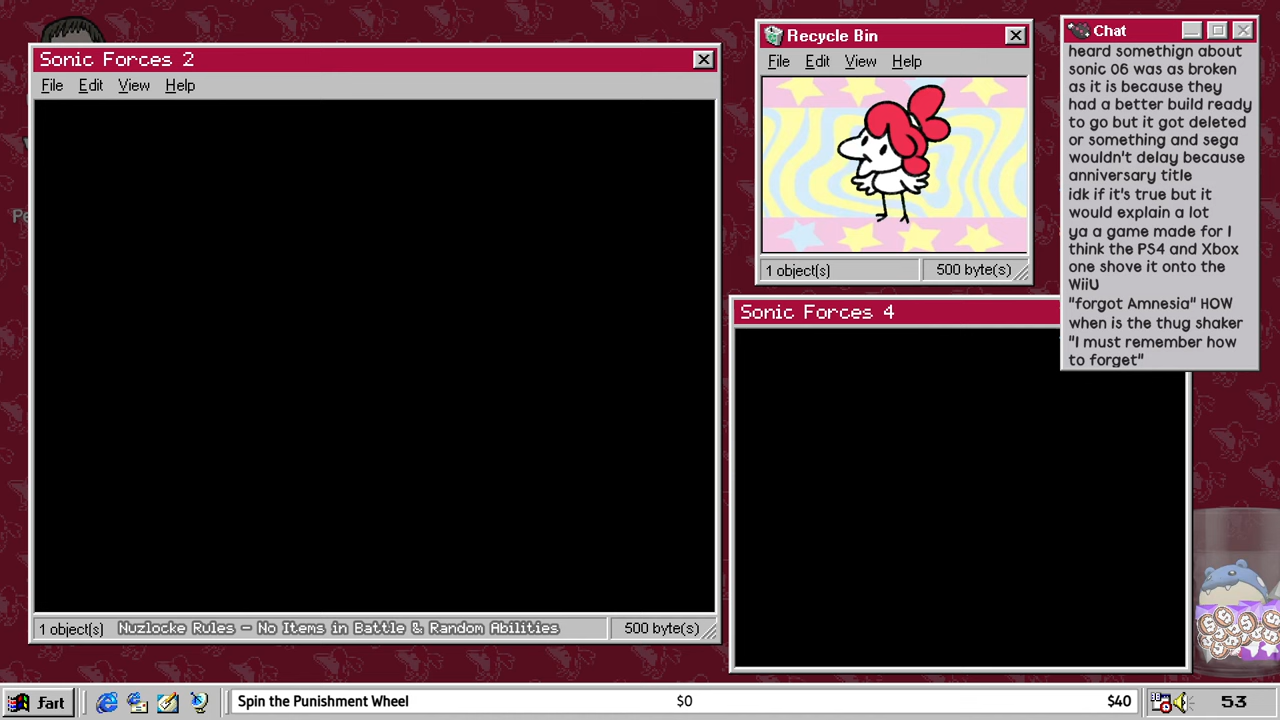 Sonic Forces 2
File Edit View Help
1 object(s) Nuzlocke Rules - No Items in Battle & Random Abilities 500 byte(s)
Recycle Bin
File Edit View Help
1 object(s) 500 byte(s)
Sonic Forces 4
Chat
heard somethign about
sonic 06 was as broken
as it is because they
had a better build ready
to go but it got deleted
or something and sega
wouldn't delay because
anniversary title
idk if it's true but it
would explain a lot
ya a game made for I
think the PS4 and Xbox
one shove it onto the
WiiU
"forgot Amnesia" HOW
when is the thug shaker
"I must remember how
to forget"
Fart
Spin the Punishment Wheel $0 $40
53